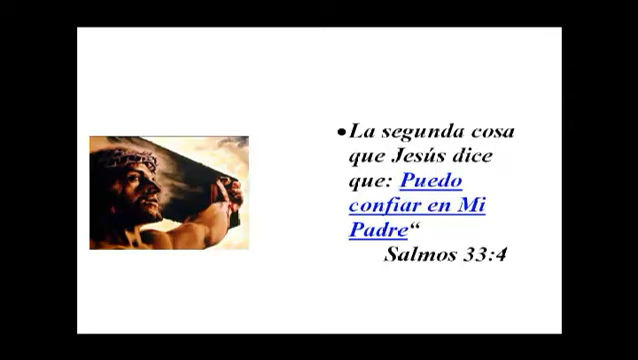 •La segunda cosa
que Jesús dice
que: Puedo
confiar en Mi
Padre“
Salmos 33:4